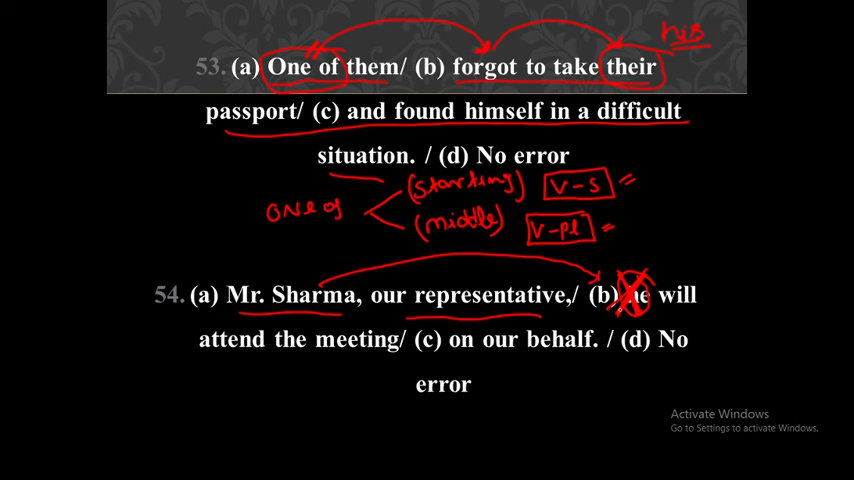 his
53. (a) One of them/ (b) forgot to take their
passport/ (c) and found himself in a difficult
situation. / (d) No error
one of
(starting) V-S =
(middle) V-Pl =
54. (a) Mr. Sharma, our representative,/ (b) he will
attend the meeting/ (c) on our behalf. / (d) No
error
Activate Windows
Go to Settings to activate Windows.